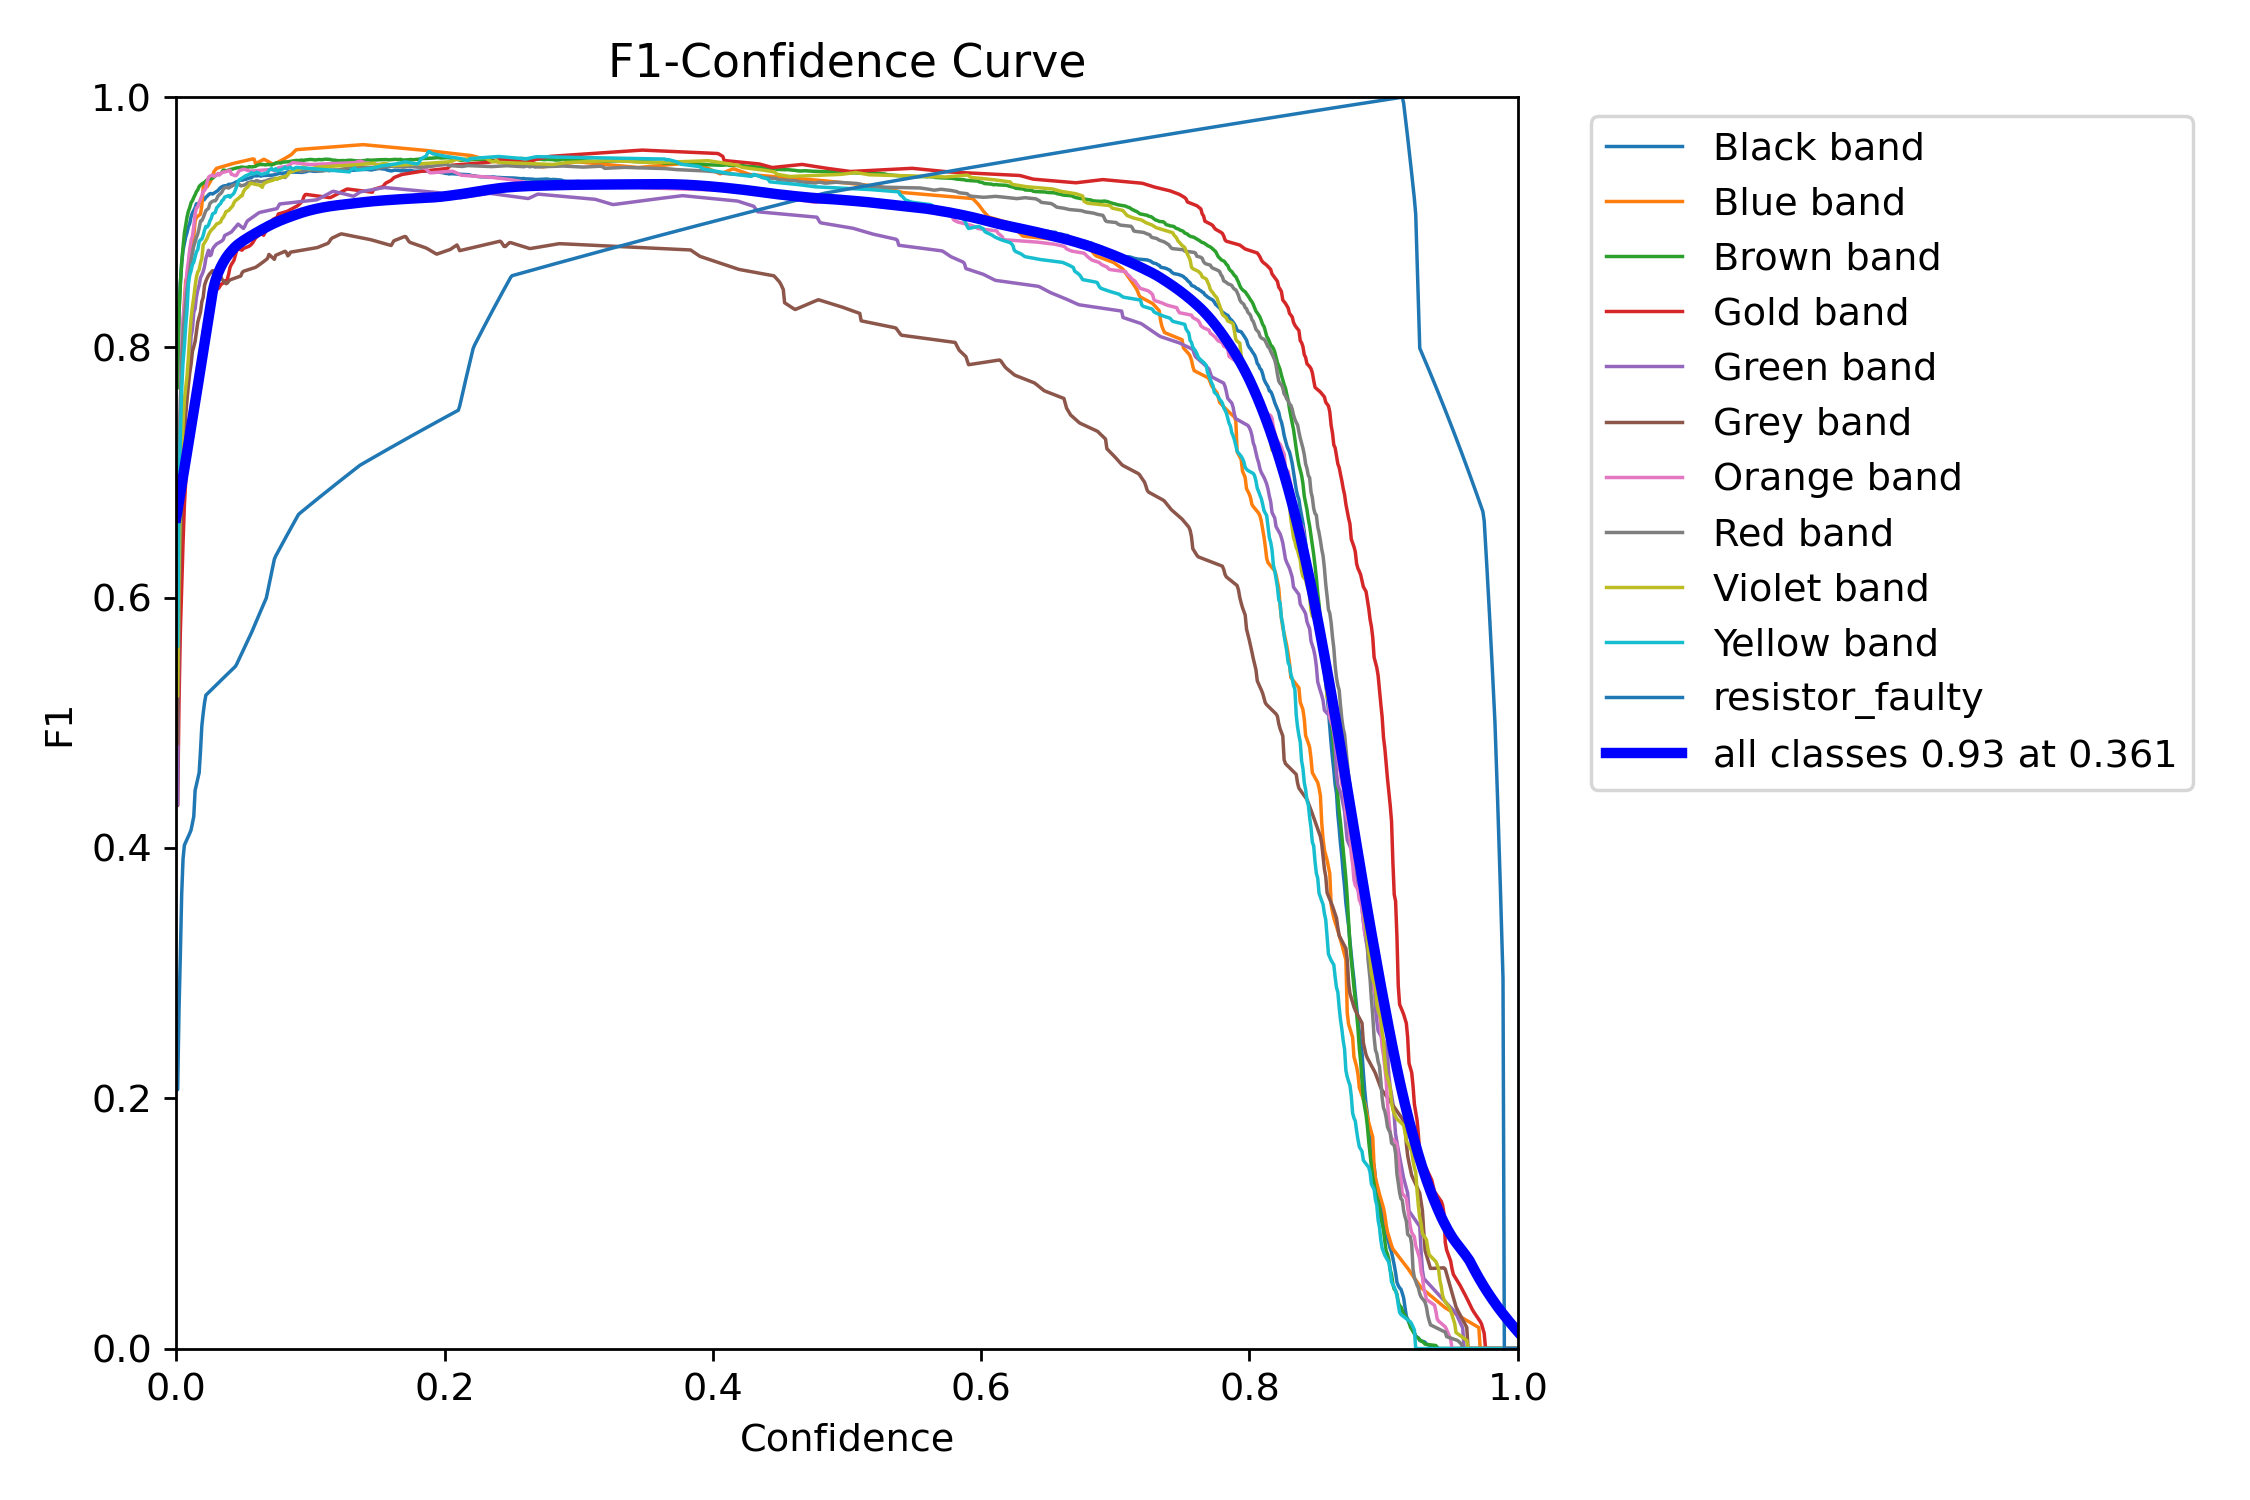 F1-Confidence Curve
1.0
0.8
0.6
0.4
0.2
0.0
F1
0.0 0.2 0.4 0.6 0.8 1.0
Confidence
Black band
Blue band
Brown band
Gold band
Green band
Grey band
Orange band
Red band
Violet band
Yellow band
resistor_faulty
all classes 0.93 at 0.361